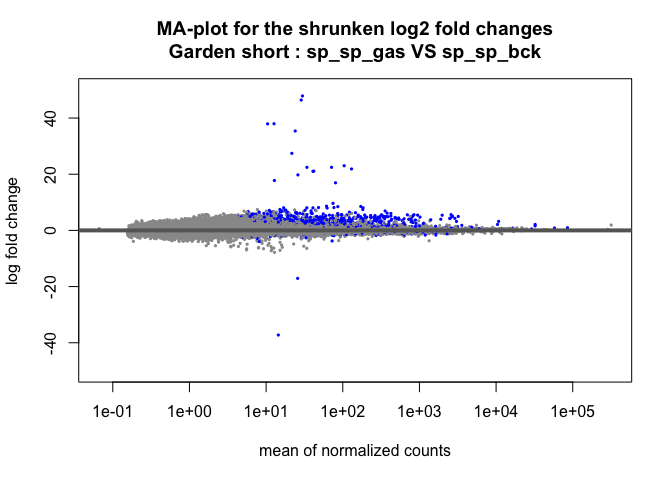 MA-plot for the shrunken log2 fold changes
Garden short : sp_sp_gas VS sp_sp_bck
log fold change
40
20
0
-20
-40
1e-01 1e+00 1e+01 1e+02 1e+03 1e+04 1e+05
mean of normalized counts